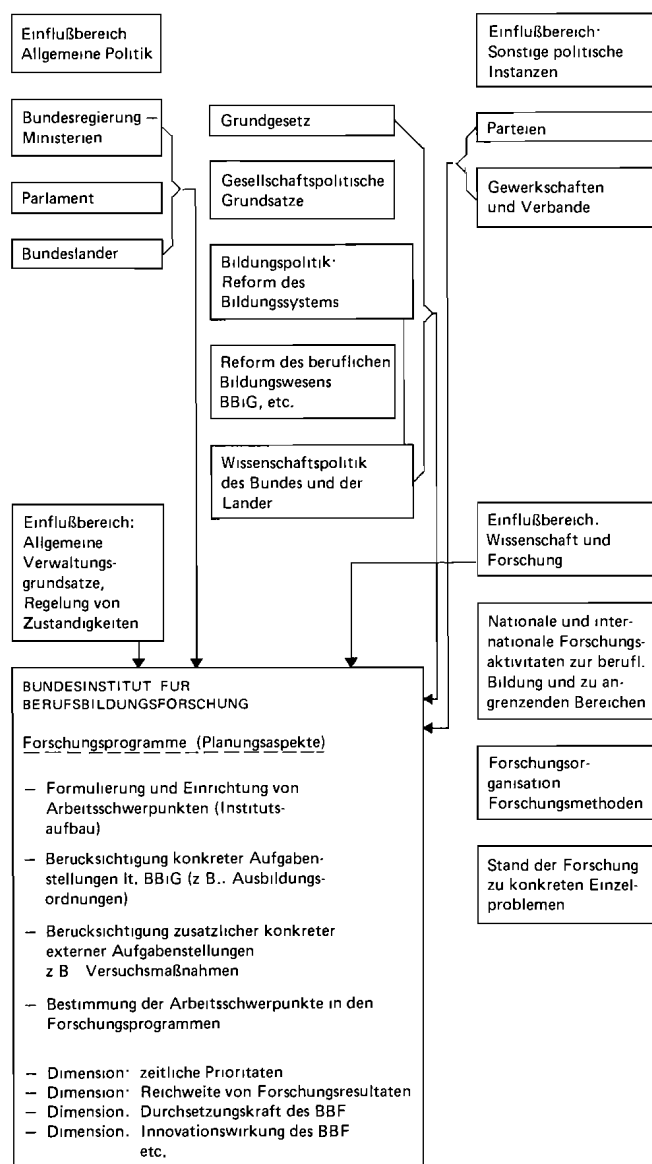 Einflußbereich
Allgemeine Politik
Bundesregierung –
Ministerien
Parlament
Bundeslander
Grundgesetz
Gesellschaftspolitische
Grundsatze
Bildungspolitik·
Reform des
Bildungssystems
Reform des beruflichen
Bildungswesens
BBiG, etc.
Wissenschaftspolitik
des Bundes und der
Lander
Einflußbereich·
Sonstige politische
Instanzen
Parteien
Gewerkschaften
und Verbande
Einflußbereich:
Allgemeine
Verwaltungs-
grundsatze,
Regelung von
Zustandigkeiten
Einflußbereich.
Wissenschaft und
Forschung
Nationale und inter-
nationale Forschungs-
aktivitaten zur berufl.
Bildung und zu an-
grenzenden Bereichen
Forschungsor-
ganisation
Forschungsmethoden
Stand der Forschung
zu konkreten Einzel-
problemen
BUNDESINSTITUT FUR
BERUFSBILDUNGSFORSCHUNG
Forschungsprogramme (Planungsaspekte)
– Formulierung und Einrichtung von
Arbeitsschwerpunkten (Instituts-
aufbau)
– Berucksichtigung konkreter Aufgaben-
stellungen lt. BBiG (z B.. Ausbildungs-
ordnungen)
– Berucksichtigung zusatzlicher konkreter
externer Aufgabenstellungen
z B Versuchsmaßnahmen
– Bestimmung der Arbeitsschwerpunkte in den
Forschungsprogrammen
– Dimension· zeitliche Prioritaten
– Dimension· Reichweite von Forschungsresultaten
– Dimension. Durchsetzungskraft des BBF
– Dimension. Innovationswirkung des BBF
etc.